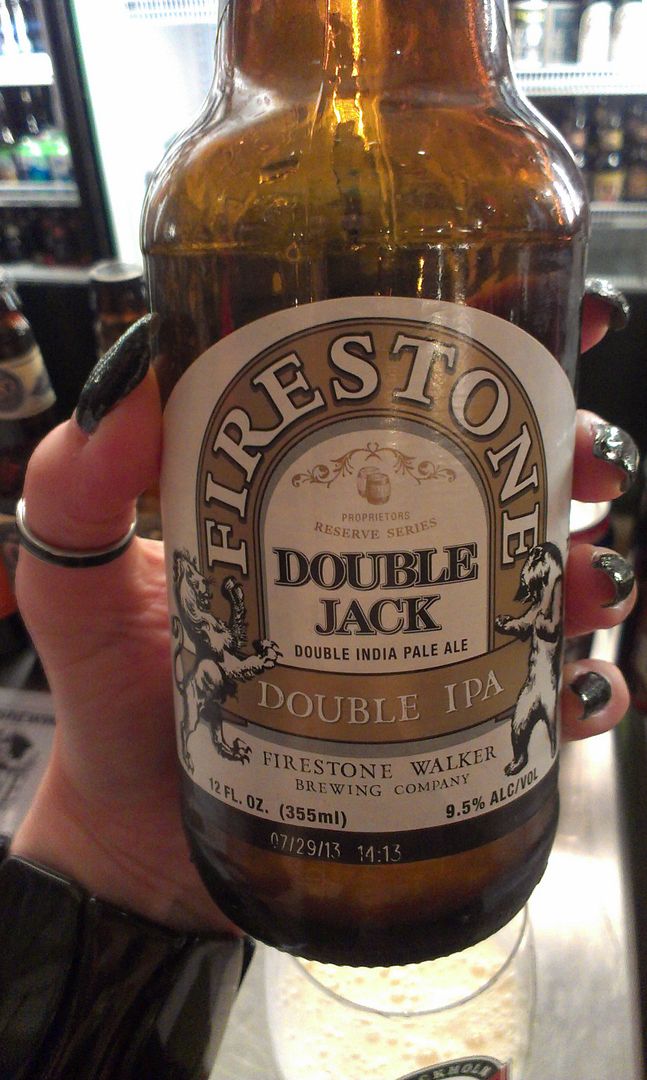 FIRESTONE
PROPRIETORS
RESERVE SERIES
DOUBLE
JACK
DOUBLE INDIA PALE ALE
DOUBLE IPA
FIRESTONE WALKER
BREWING COMPANY
12 FL. OZ. (355ml)
9.5% ALC/VOL
07/29/13 14:13